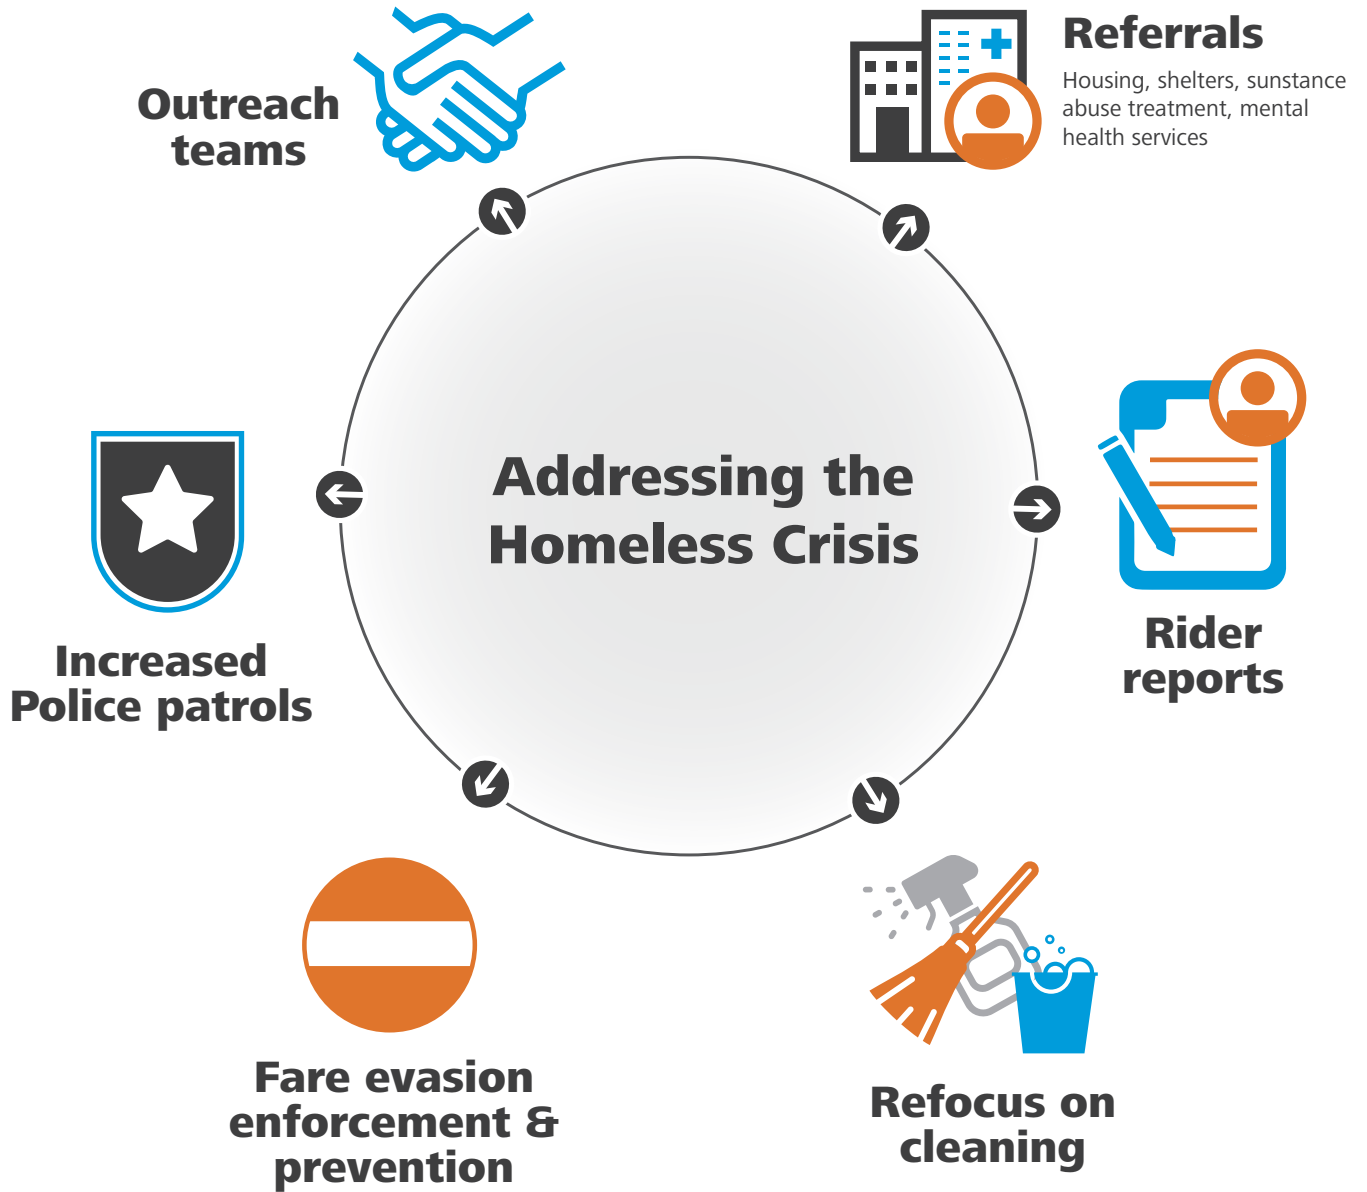 Outreach
teams
Referrals
Housing, shelters, sunstance
abuse treatment, mental
health services
Addressing the
Homeless Crisis
Increased
Police patrols
Rider
reports
Fare evasion
enforcement &
prevention
Refocus on
cleaning